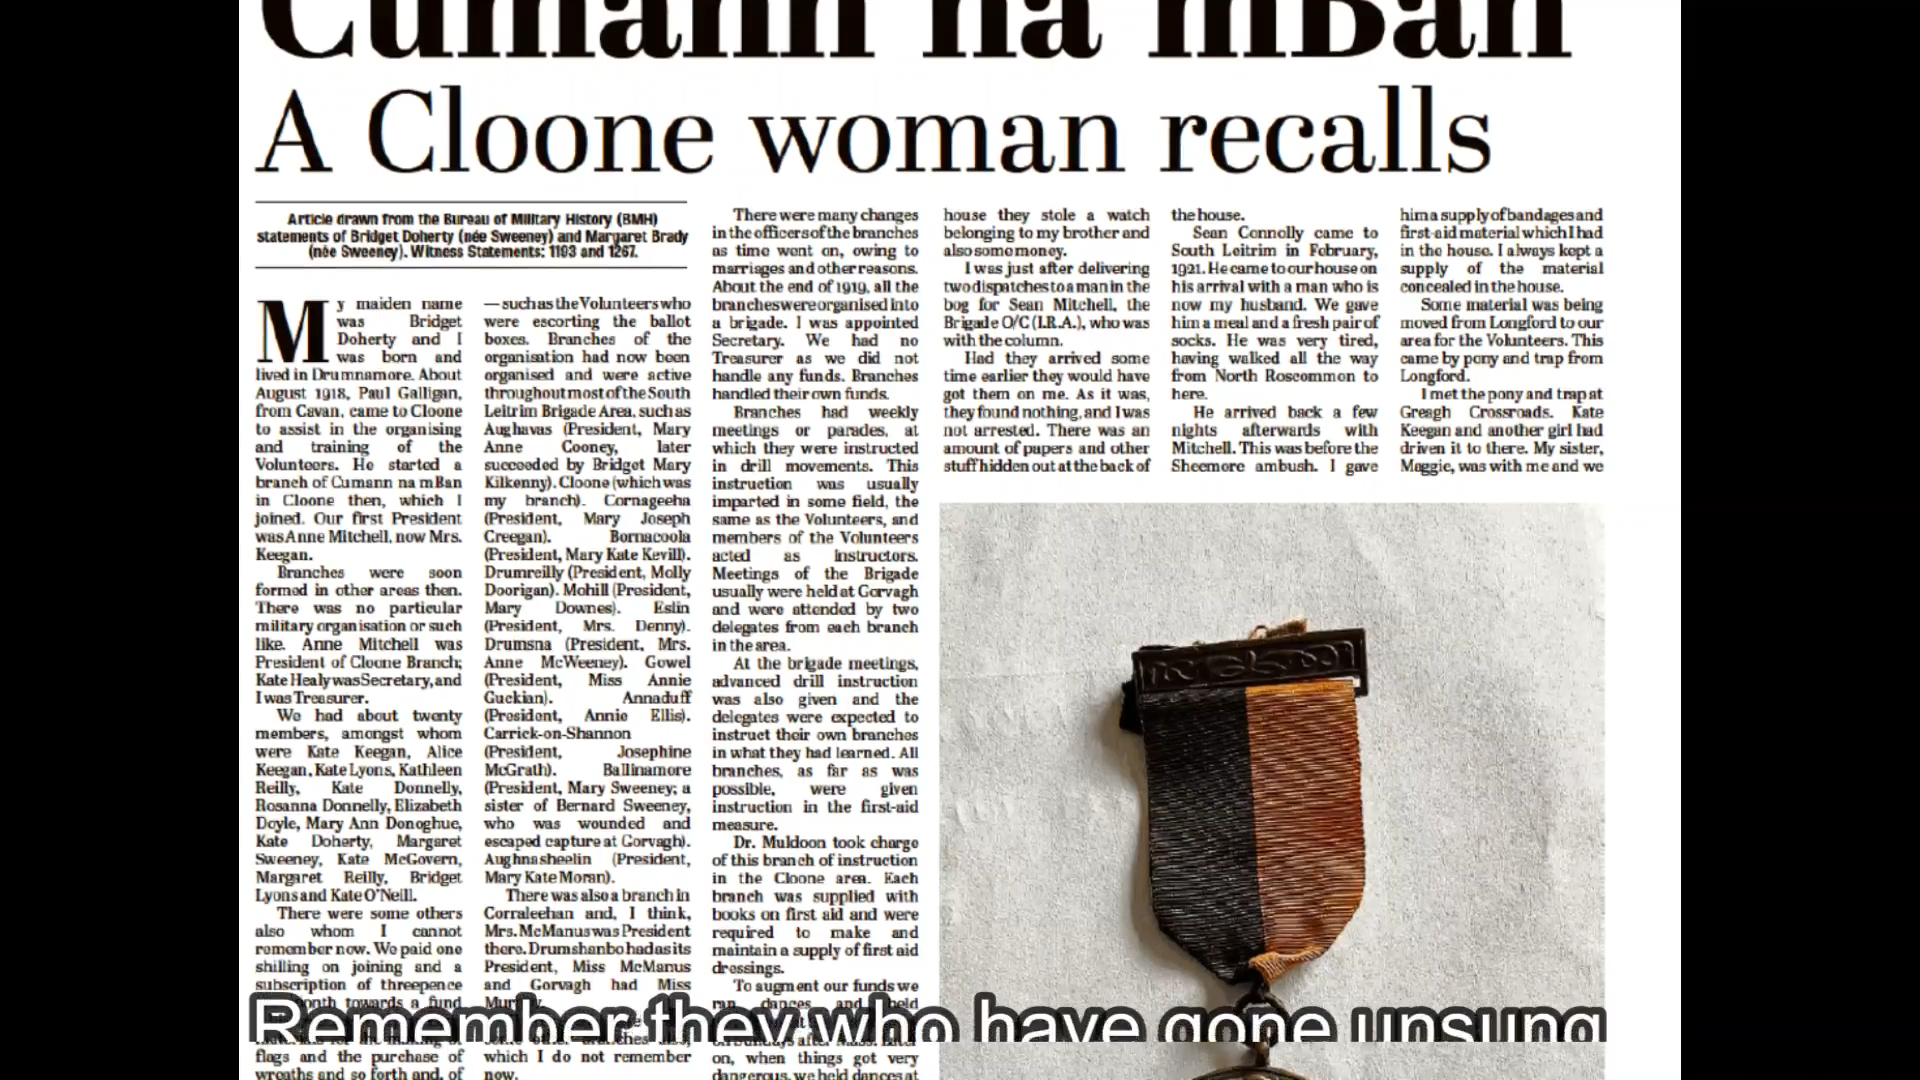 Cumann na mBan
A Cloone woman recalls
Article drawn from the Bureau of Military History (BMH)
statements of Bridget Doherty (née Sweeney) and Margaret Brady
(née Sweeney). Witness Statements: 1193 and 1267.
My maiden name
was Bridget
Doherty and I
was born and
lived in Drumnamore. About
August 1918, Paul Galligan,
from Cavan, came to Cloone
to assist in the organising
and training of the
Volunteers. He started a
branch of Cumann na mBan
in Cloone then, which I
joined. Our first President
was Anne Mitchell, now Mrs.
Keegan.
Branches were soon
formed in other areas then.
There was no particular
military organisation or such
like. Anne Mitchell was
President of Cloone Branch;
Kate Healy was Secretary, and
I was Treasurer.
We had about twenty
members, amongst whom
were Kate Keegan, Alice
Keegan, Kate Lyons, Kathleen
Reilly, Kate Donnelly,
Rosanna Donnelly, Elizabeth
Doyle, Mary Ann Donoghue,
Kate Doherty, Margaret
Sweeney, Kate McGovern,
Margaret Reilly, Bridget
Lyons and Kate O'Neill.
There were some others
also whom I cannot
remember now. We paid one
shilling on joining and a
subscription of threepence
month towards a fund
flags and the purchase of
wreaths and so forth and, of
— such as the Volunteers who
were escorting the ballot
boxes. Branches of the
organisation had now been
organised and were active
throughout most of the South
Leitrim Brigade Area, such as
Aughavas (President, Mary
Anne Cooney, later
succeeded by Bridget Mary
Kilkenny). Cloone (which was
my branch). Cornageeha
(President, Mary Joseph
Creegan). Bornacoola
(President, Mary Kate Kevill).
Drumreilly (President, Molly
Doorigan). Mohill (President,
Mary Downes). Eslin
(President, Mrs. Denny).
Drumsna (President, Mrs.
Anne McWeeney). Gowel
(President, Miss Annie
Guckian). Annaduff
(President, Annie Ellis).
Carrick-on-Shannon
(President, Josephine
McGrath). Ballinamore
(President, Mary Sweeney; a
sister of Bernard Sweeney,
who was wounded and
escaped capture at Gorvagh).
Aughnasheelin (President,
Mary Kate Moran).
There was also a branch in
Corraleehan and, I think,
Mrs. McManus was President
there. Drumshanbo had as its
President, Miss McManus
and Gorvagh had Miss
which I do not remember
now.
There were many changes
in the officers of the branches
as time went on, owing to
marriages and other reasons.
About the end of 1919, all the
branches were organised into
a brigade. I was appointed
Secretary. We had no
Treasurer as we did not
handle any funds. Branches
handled their own funds.
Branches had weekly
meetings or parades, at
which they were instructed
in drill movements. This
instruction was usually
imparted in some field, the
same as the Volunteers, and
members of the Volunteers
acted as instructors.
Meetings of the Brigade
usually were held at Gorvagh
and were attended by two
delegates from each branch
in the area.
At the brigade meetings,
advanced drill instruction
was also given and the
delegates were expected to
instruct their own branches
in what they had learned. All
branches, as far as was
possible, were given
instruction in the first-aid
measure.
Dr. Muldoon took charge
of this branch of instruction
in the Cloone area. Each
branch was supplied with
books on first aid and were
required to make and
maintain a supply of first aid
dressings.
To augment our funds we
ran dances and held
on, when things got very
dangerous, we held dances at
house they stole a watch
belonging to my brother and
also some money.
I was just after delivering
two dispatches to a man in the
bog for Sean Mitchell, the
Brigade O/C (I.R.A.), who was
with the column.
Had they arrived some
time earlier they would have
got them on me. As it was,
they found nothing, and I was
not arrested. There was an
amount of papers and other
stuff hidden out at the back of
the house.
Sean Connolly came to
South Leitrim in February,
1921. He came to our house on
his arrival with a man who is
now my husband. We gave
him a meal and a fresh pair of
socks. He was very tired,
having walked all the way
from North Roscommon to
here.
He arrived back a few
nights afterwards with
Mitchell. This was before the
Sheemore ambush. I gave
him a supply of bandages and
first-aid material which I had
in the house. I always kept a
supply of the material
concealed in the house.
Some material was being
moved from Longford to our
area for the Volunteers. This
came by pony and trap from
Longford.
I met the pony and trap at
Greagh Crossroads. Kate
Keegan and another girl had
driven it to there. My sister,
Maggie, was with me and we
Remember they who have gone unsung